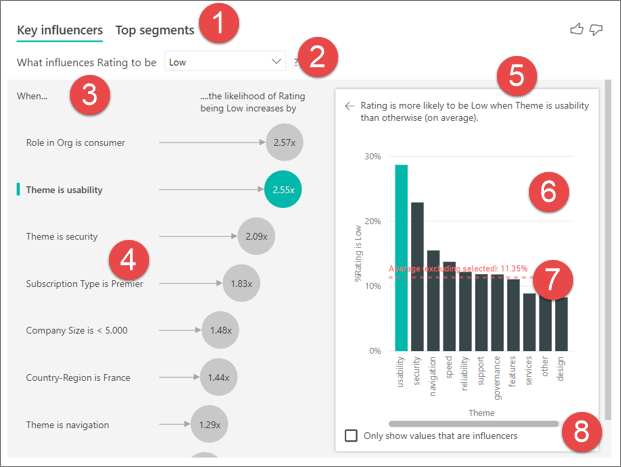 Key influencers Top segments 1
What influences Rating to be Low ? 2
When... 3
....the likelihood of Rating
being Low increases by
Role in Org is consumer 2.57x
Theme is usability 2.55x
Theme is security 2.09x
4
Subscription Type is Premier 1.83x
Company Size is < 5,000 1.48x
Country-Region is France 1.44x
Theme is navigation 1.29x
5
Rating is more likely to be Low when Theme is usability
than otherwise (on average).
30%
6
20%
10%
0%
%Rating is Low
Average (excluding selected): 11.35%
7
usability
security
navigation
speed
reliability
support
governance
features
services
other
design
Theme
Only show values that are influencers 8